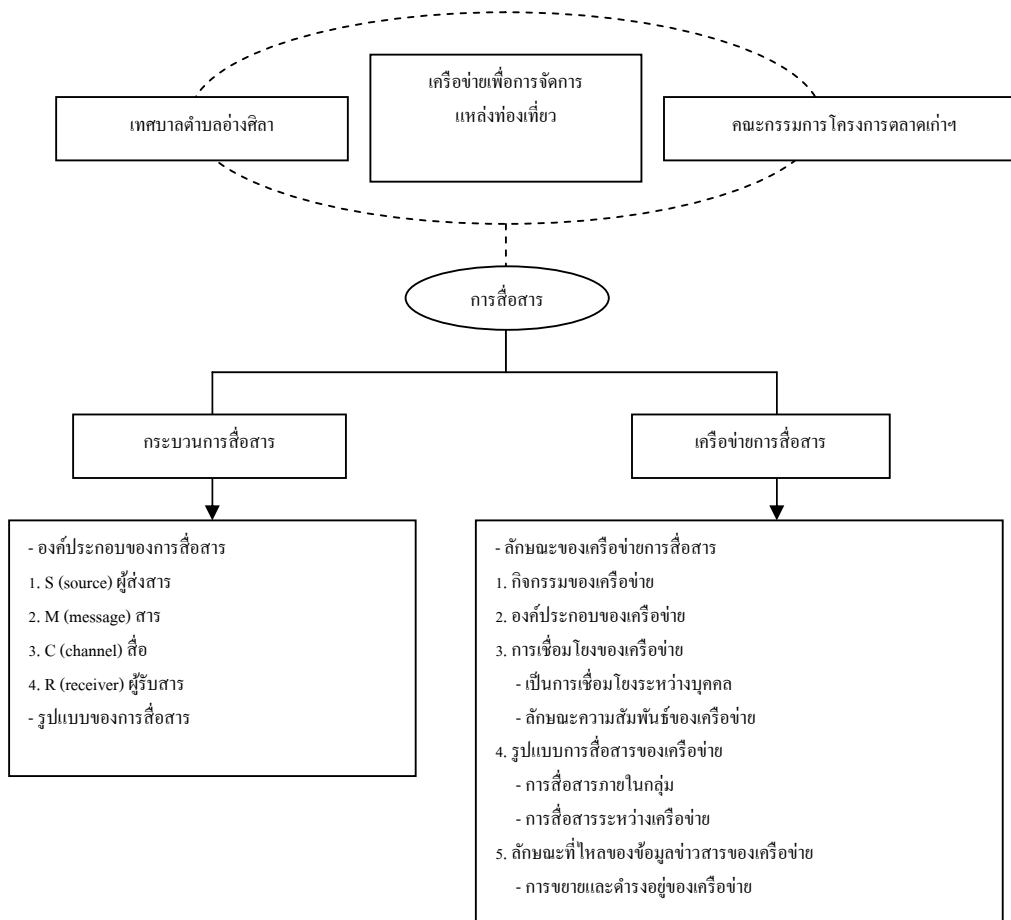 เครือข่ายเพื่อการจัดการ
แหล่งท่องเที่ยว
เทศบาลตำบลอ่างศิลา
คณะกรรมการโครงการตลาดเก่าฯ
การสื่อสาร
กระบวนการสื่อสาร
เครือข่ายการสื่อสาร
- องค์ประกอบของการสื่อสาร
1. S (source) ผู้ส่งสาร
2. M (message) สาร
3. C (channel) สื่อ
4. R (receiver) ผู้รับสาร
- รูปแบบของการสื่อสาร
- ลักษณะของเครือข่ายการสื่อสาร
1. กิจกรรมของเครือข่าย
2. องค์ประกอบของเครือข่าย
3. การเชื่อมโยงของเครือข่าย
- เป็นการเชื่อมโยงระหว่างบุคคล
- ลักษณะความสัมพันธ์ของเครือข่าย
4. รูปแบบการสื่อสารของเครือข่าย
- การสื่อสารภายในกลุ่ม
- การสื่อสารระหว่างเครือข่าย
5. ลักษณะที่ไหลของข้อมูลข่าวสารของเครือข่าย
- การขยายและดำรงอยู่ของเครือข่าย